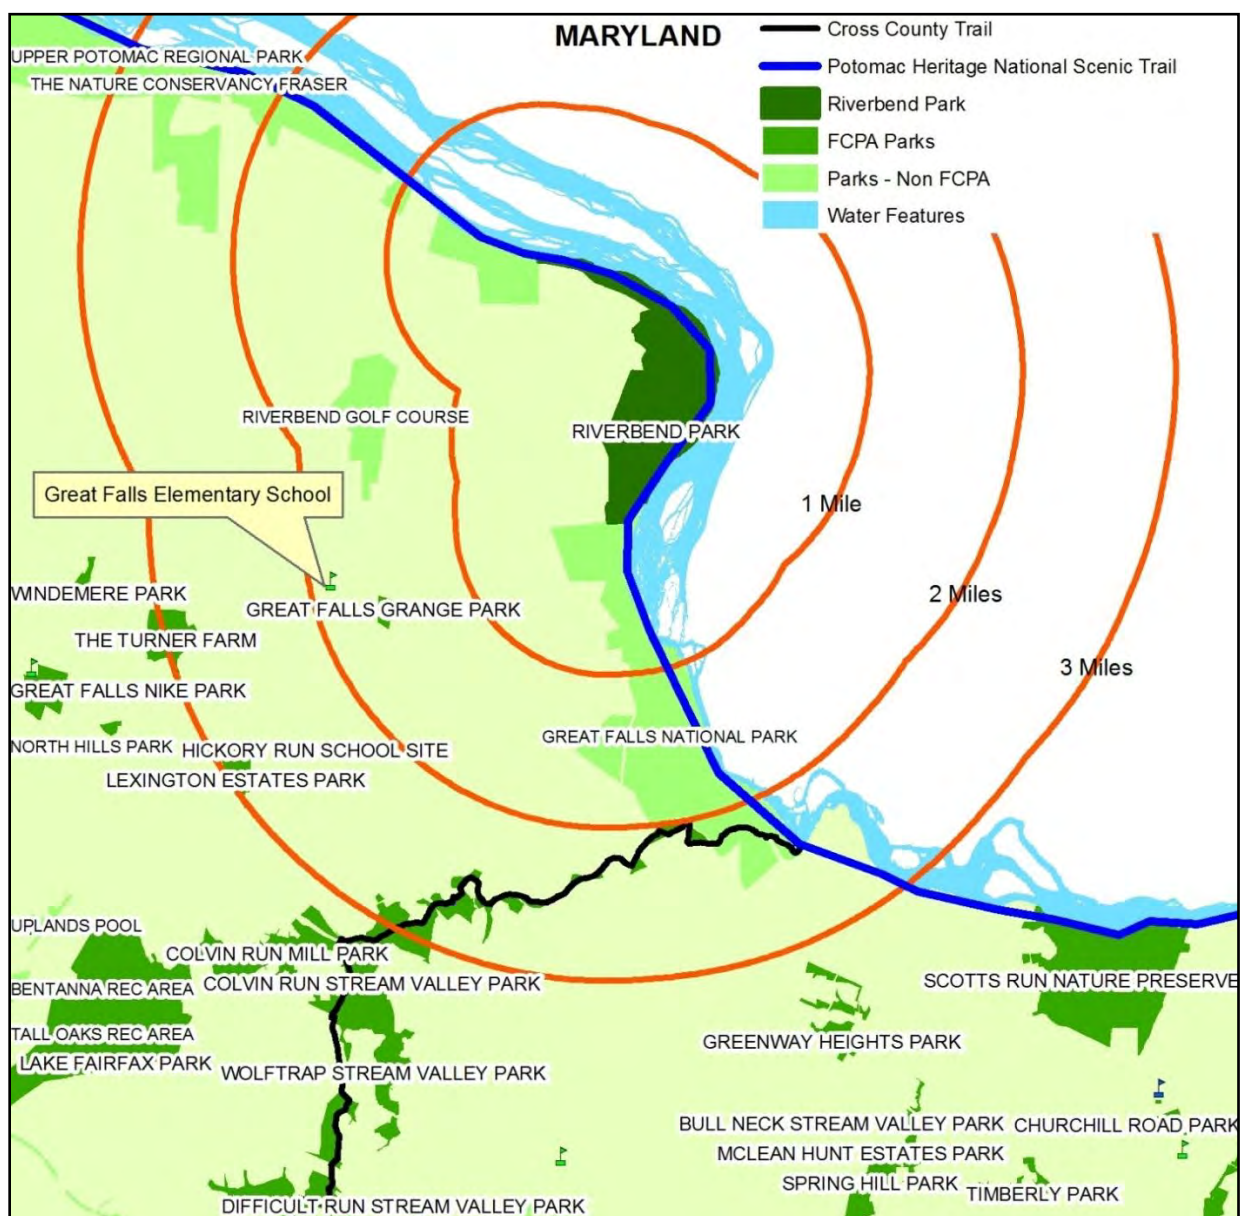 MARYLAND
Cross County Trail
Potomac Heritage National Scenic Trail
Riverbend Park
FCPA Parks
Parks - Non FCPA
Water Features
UPPER POTOMAC REGIONAL PARK
THE NATURE CONSERVANCY FRASER
RIVERBEND GOLF COURSE
RIVERBEND PARK
Great Falls Elementary School
1 Mile
WINDEMERE PARK
GREAT FALLS GRANGE PARK
2 Miles
THE TURNER FARM
3 Miles
GREAT FALLS NIKE PARK
GREAT FALLS NATIONAL PARK
NORTH HILLS PARK
HICKORY RUN SCHOOL SITE
LEXINGTON ESTATES PARK
UPLANDS POOL
COLVIN RUN MILL PARK
BENTANNA REC AREA
COLVIN RUN STREAM VALLEY PARK
SCOTTS RUN NATURE PRESERVE
TALL OAKS REC AREA
GREENWAY HEIGHTS PARK
LAKE FAIRFAX PARK
WOLFTRAP STREAM VALLEY PARK
BULL NECK STREAM VALLEY PARK
CHURCHILL ROAD PARK
MCLEAN HUNT ESTATES PARK
SPRING HILL PARK
TIMBERLY PARK
DIFFICULT RUN STREAM VALLEY PARK